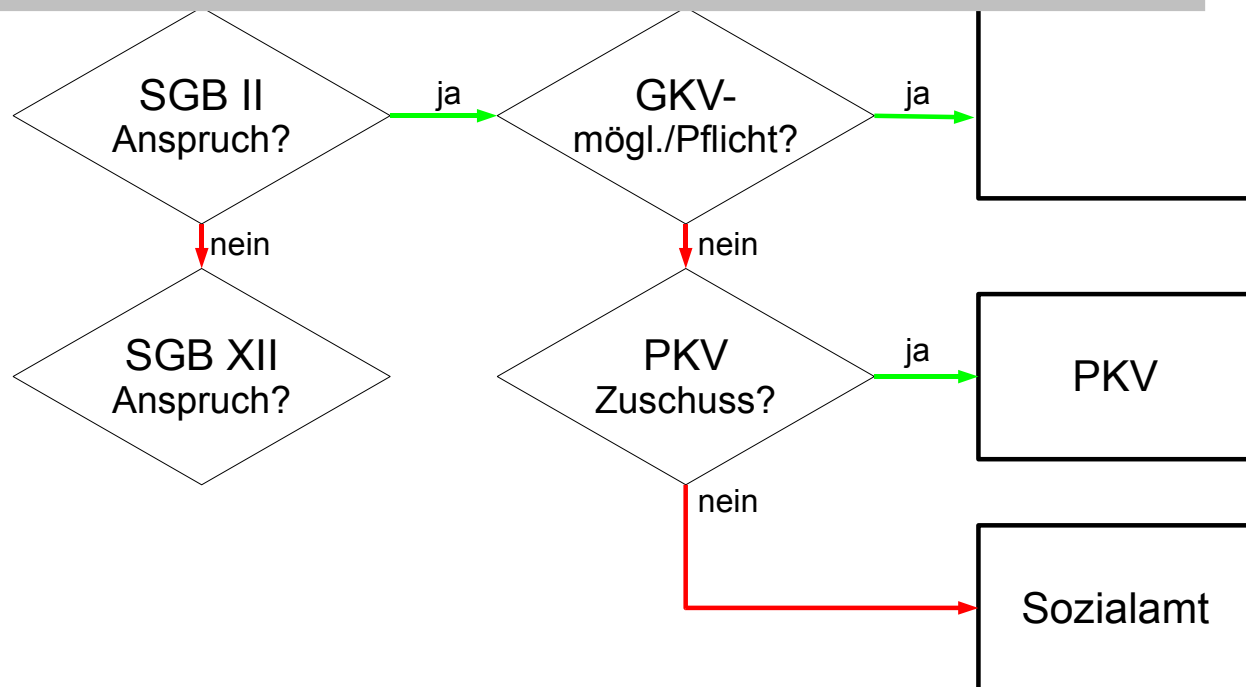 SGB II
Anspruch?
ja
GKV-
mögl./Pflicht?
ja
nein
nein
SGB XII
Anspruch?
PKV
Zuschuss?
ja
PKV
nein
Sozialamt